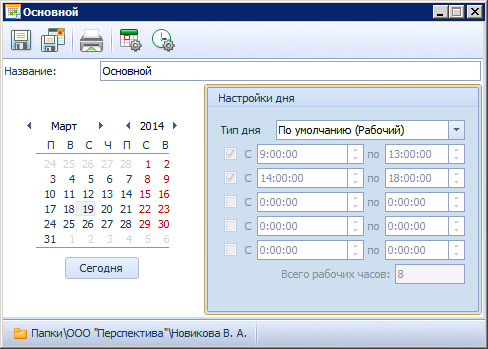 Основной
Название: Основной
Настройки дня
Март 2014
П В С Ч П С В
24 25 26 27 28 1 2
3 4 5 6 7 8 9
10 11 12 13 14 15 16
17 18 19 20 21 22 23
24 25 26 27 28 29 30
31 1 2 3 4 5 6
Сегодня
Тип дня По умолчанию (Рабочий)
С 9:00:00 по 13:00:00
С 14:00:00 по 18:00:00
С 0:00:00 по 0:00:00
С 0:00:00 по 0:00:00
С 0:00:00 по 0:00:00
Всего рабочих часов: 8
Папки\ООО "Перспектива"\Новикова В. А.